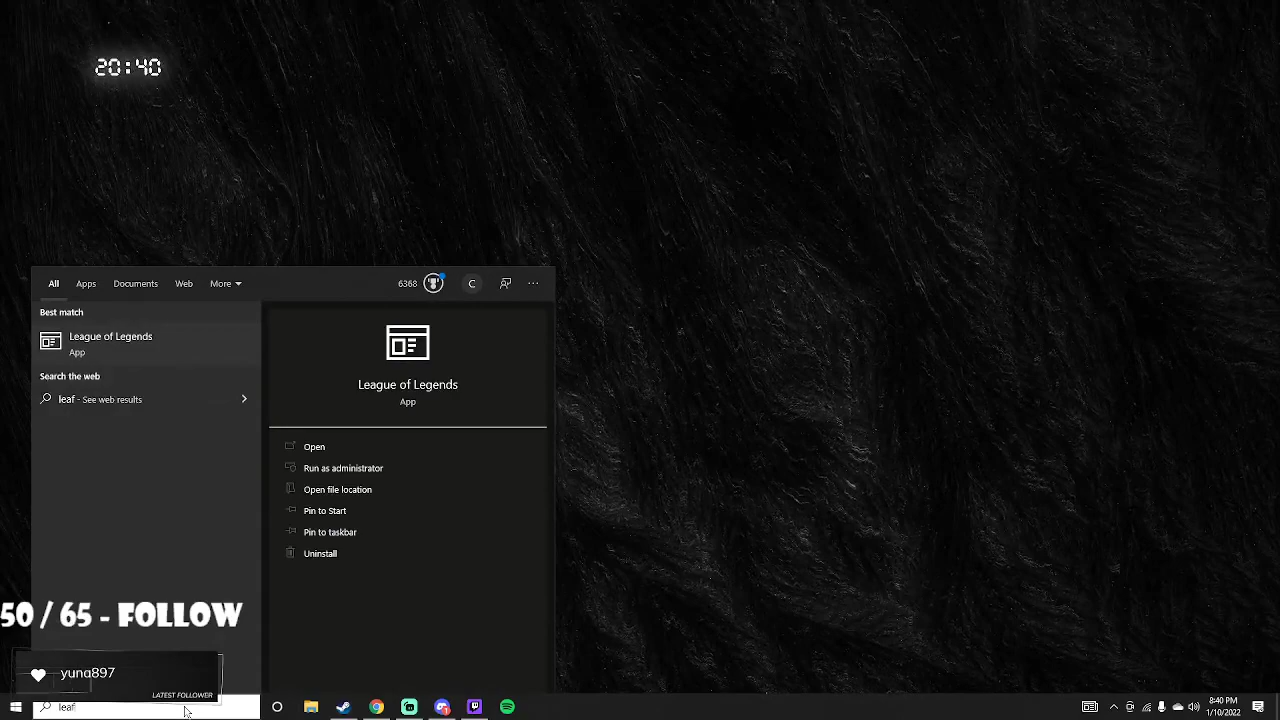 20:40
All Apps Documents Web More 6368 C ...
Best match
League of Legends
App
Search the web
leaf - See web results
League of Legends
App
Open
Run as administrator
Open file location
Pin to Start
Pin to taskbar
Uninstall
50 / 65 - FOLLOW
yuna897
LATEST FOLLOWER
leaf
8:40 PM
1/10/2022